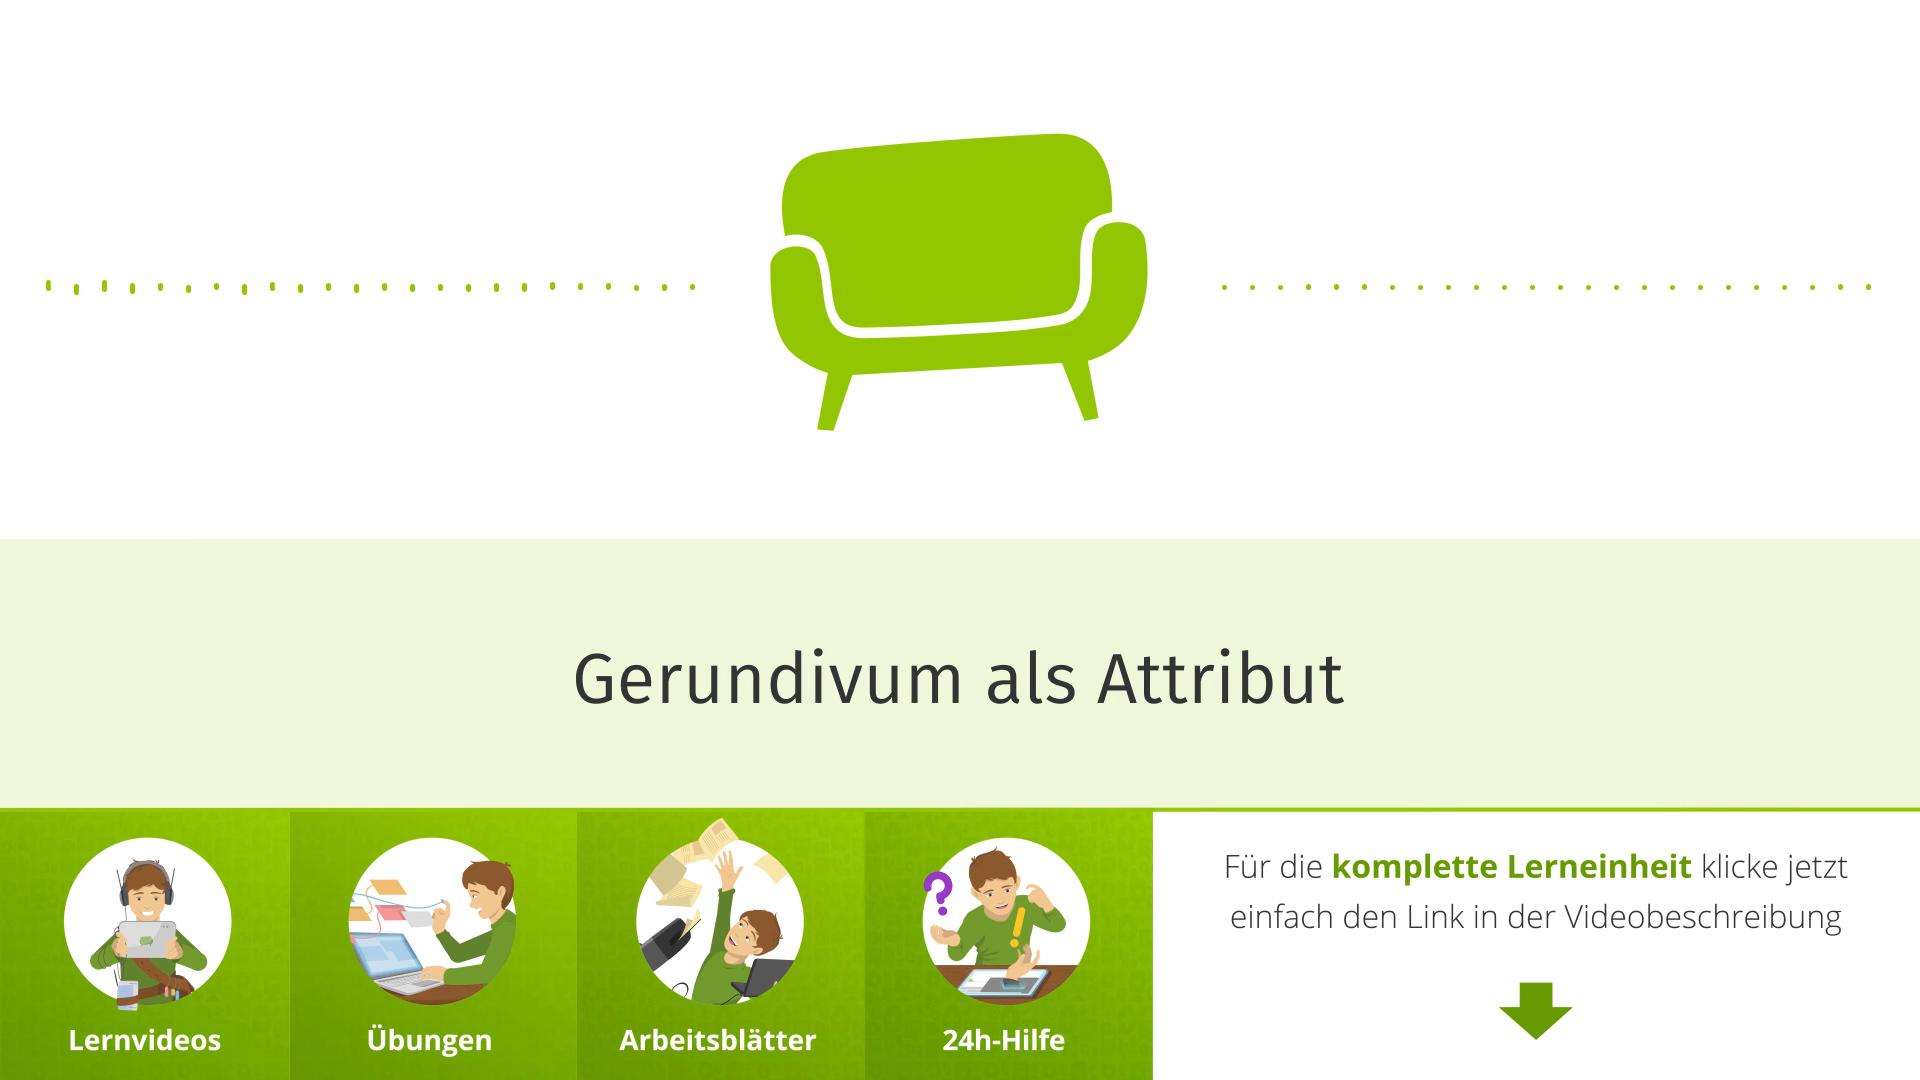 Gerundivum als Attribut
Lernvideos
Übungen
Arbeitsblätter
24h-Hilfe
Für die komplette Lerneinheit klicke jetzt
einfach den Link in der Videobeschreibung